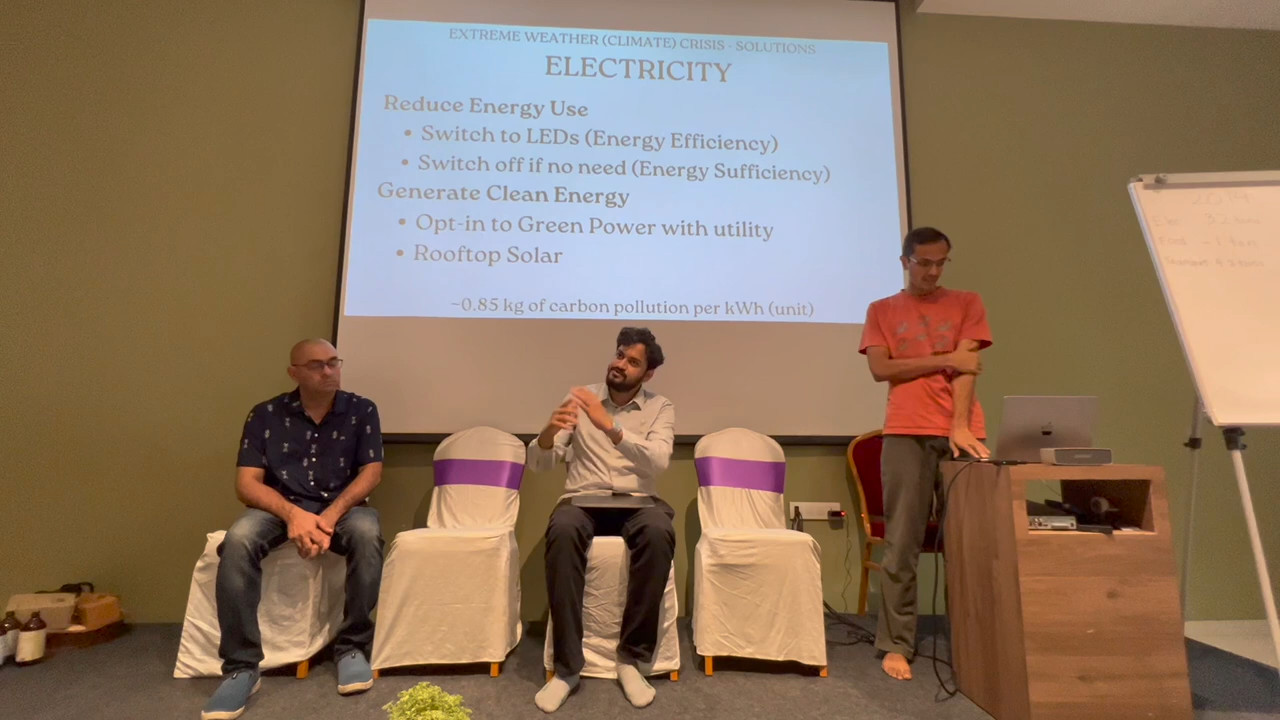 EXTREME WEATHER (CLIMATE) CRISIS - SOLUTIONS
ELECTRICITY
Reduce Energy Use
• Switch to LEDs (Energy Efficiency)
• Switch off if no need (Energy Sufficiency)
Generate Clean Energy
• Opt-in to Green Power with utility
• Rooftop Solar
~0.85 kg of carbon pollution per kWh (unit)